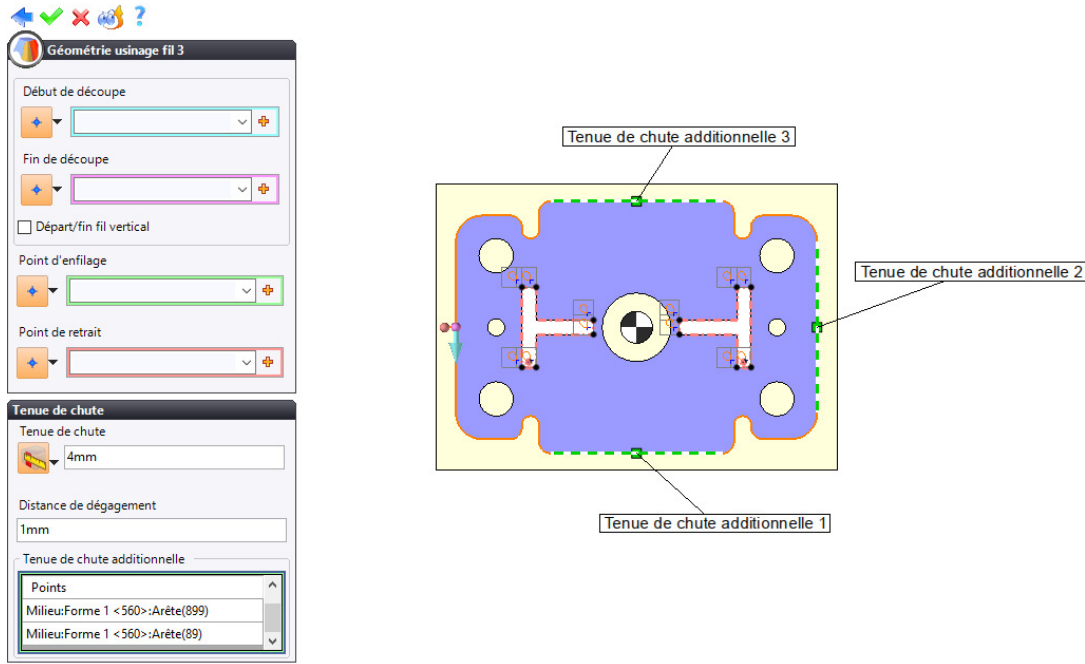 ?
Géométrie usinage fil 3
Début de découpe
Fin de découpe
Départ/fin fil vertical
Point d'enfilage
Point de retrait
Tenue de chute
Tenue de chute
4mm
Distance de dégagement
1mm
Tenue de chute additionnelle
Points
Milieu:Forme 1 <560>:Arête(899)
Milieu:Forme 1 <560>:Arête(89)
Tenue de chute additionnelle 3
Tenue de chute additionnelle 2
Tenue de chute additionnelle 1